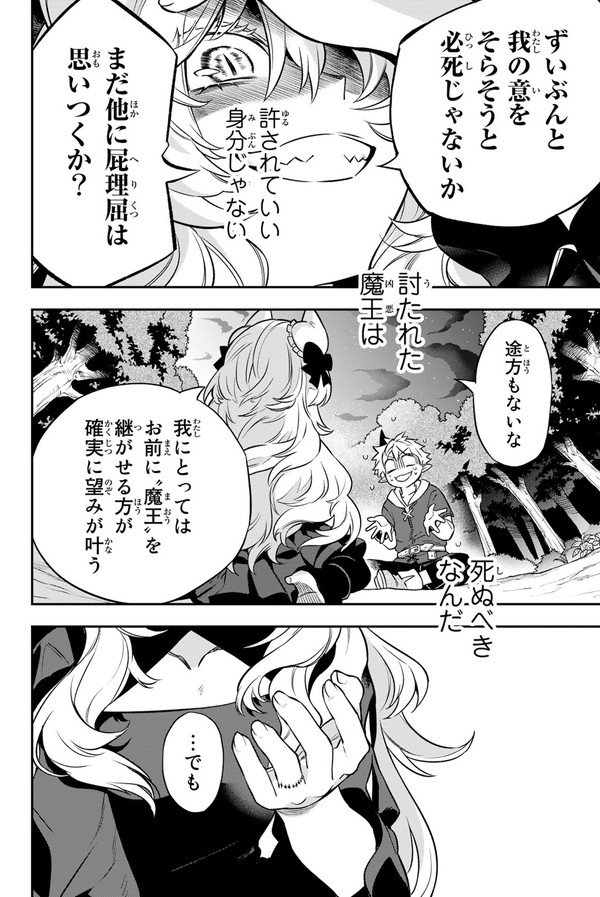 ずいぶんと
我の意を
そらそうと
必死じゃないか
許されていい
身分じゃない
まだ他に屁理屈は
思いつくか?
討たれた
魔王は
途方もないな
我にとっては
お前に〝魔王〟を
継がせる方が
確実に望みが叶う
死ぬべき
なんだ
…でも